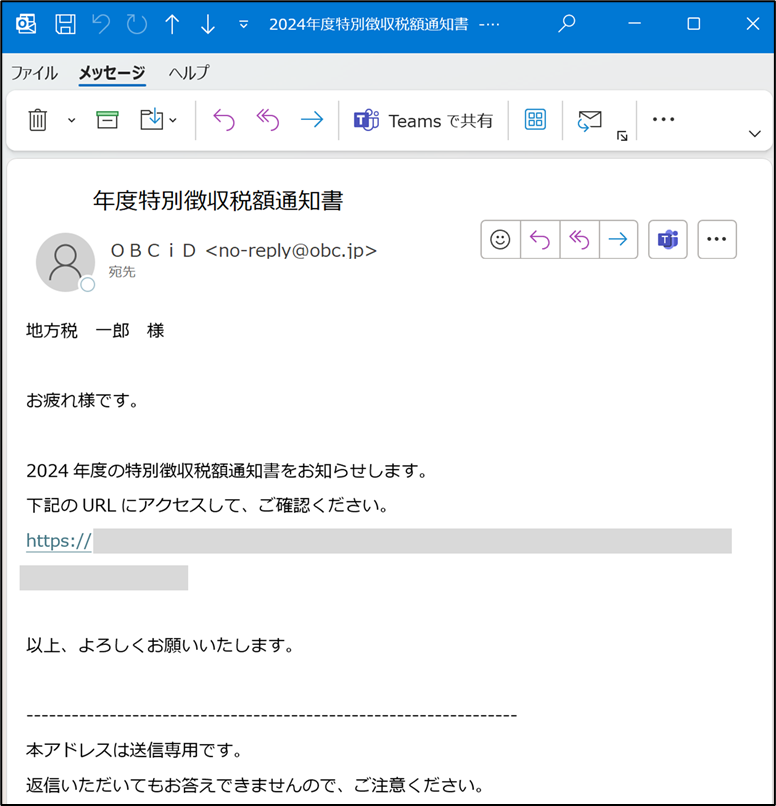 2024年度特別徴収税額通知書 -…
ファイル メッセージ ヘルプ
Teams で共有
年度特別徴収税額通知書
ＯＢＣｉＤ <no-reply@obc.jp>
宛先
地方税　一郎　様
お疲れ様です。
2024 年度の特別徴収税額通知書をお知らせします。
下記の URL にアクセスして、ご確認ください。
https://
以上、よろしくお願いいたします。
-----------------------------------------------------------------
本アドレスは送信専用です。
返信いただいてもお答えできませんので、ご注意ください。